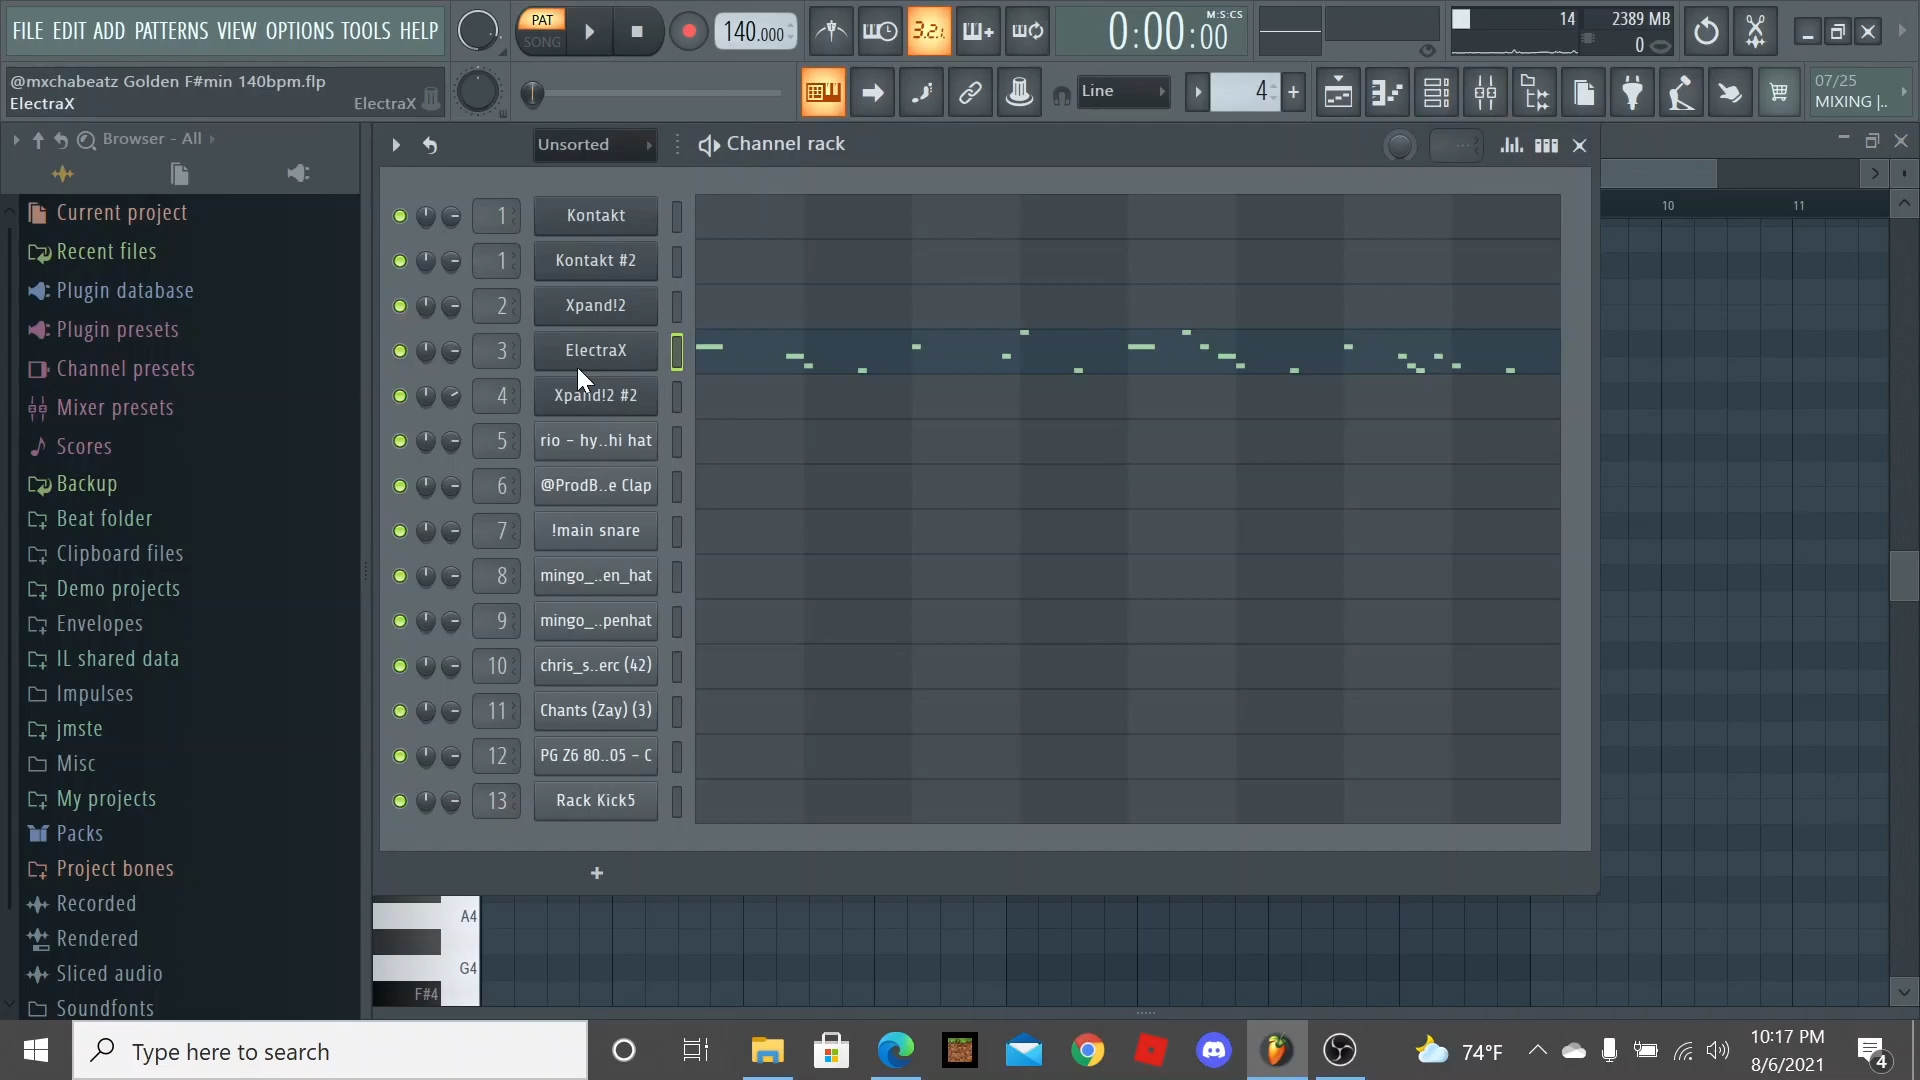 FILE EDIT ADD PATTERNS VIEW OPTIONS TOOLS HELP
PAT
SONG
140.000
3.2.1
0:00:00
M:S:CS
14
2389 MB
0
@mxchabeatz Golden F#min 140bpm.flp
ElectraX
ElectraX
Line
4
07/25
MIXING |..
Browser - All
Unsorted
Channel rack
10
11
Current project
Recent files
Plugin database
Plugin presets
Channel presets
Mixer presets
Scores
Backup
Beat folder
Clipboard files
Demo projects
Envelopes
IL shared data
Impulses
jmste
Misc
My projects
Packs
Project bones
Recorded
Rendered
Sliced audio
Soundfonts
1 Kontakt
1 Kontakt #2
2 Xpand!2
3 ElectraX
4 Xpand!2 #2
5 rio - hy..hi hat
6 @ProdB..e Clap
7 !main snare
8 mingo_..en_hat
9 mingo_..penhat
10 chris_s..erc (42)
11 Chants (Zay) (3)
12 PG Z6 80..05 - C
13 Rack Kick5
+
A4
G4
F#4
Type here to search
74°F
10:17 PM
8/6/2021
4